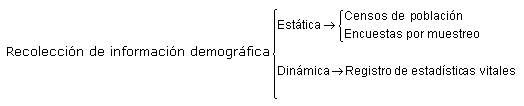 Censos de población
Estática → Encuestas por muestreo
Recolección de información demográfica
Dinámica → Registro de estadísticas vitales